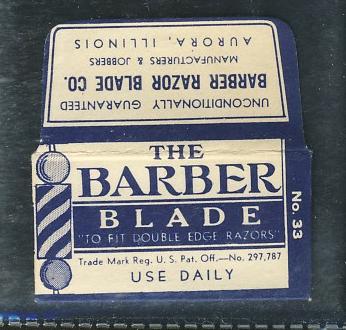 UNCONDITIONALLY GUARANTEED
BARBER RAZOR BLADE CO.
MANUFACTURERS & JOBBERS
AURORA, ILLINOIS
THE
BARBER
BLADE
"TO FIT DOUBLE EDGE RAZORS"
Trade Mark Reg. U. S. Pat. Off.—No. 297,787
USE DAILY
No. 33